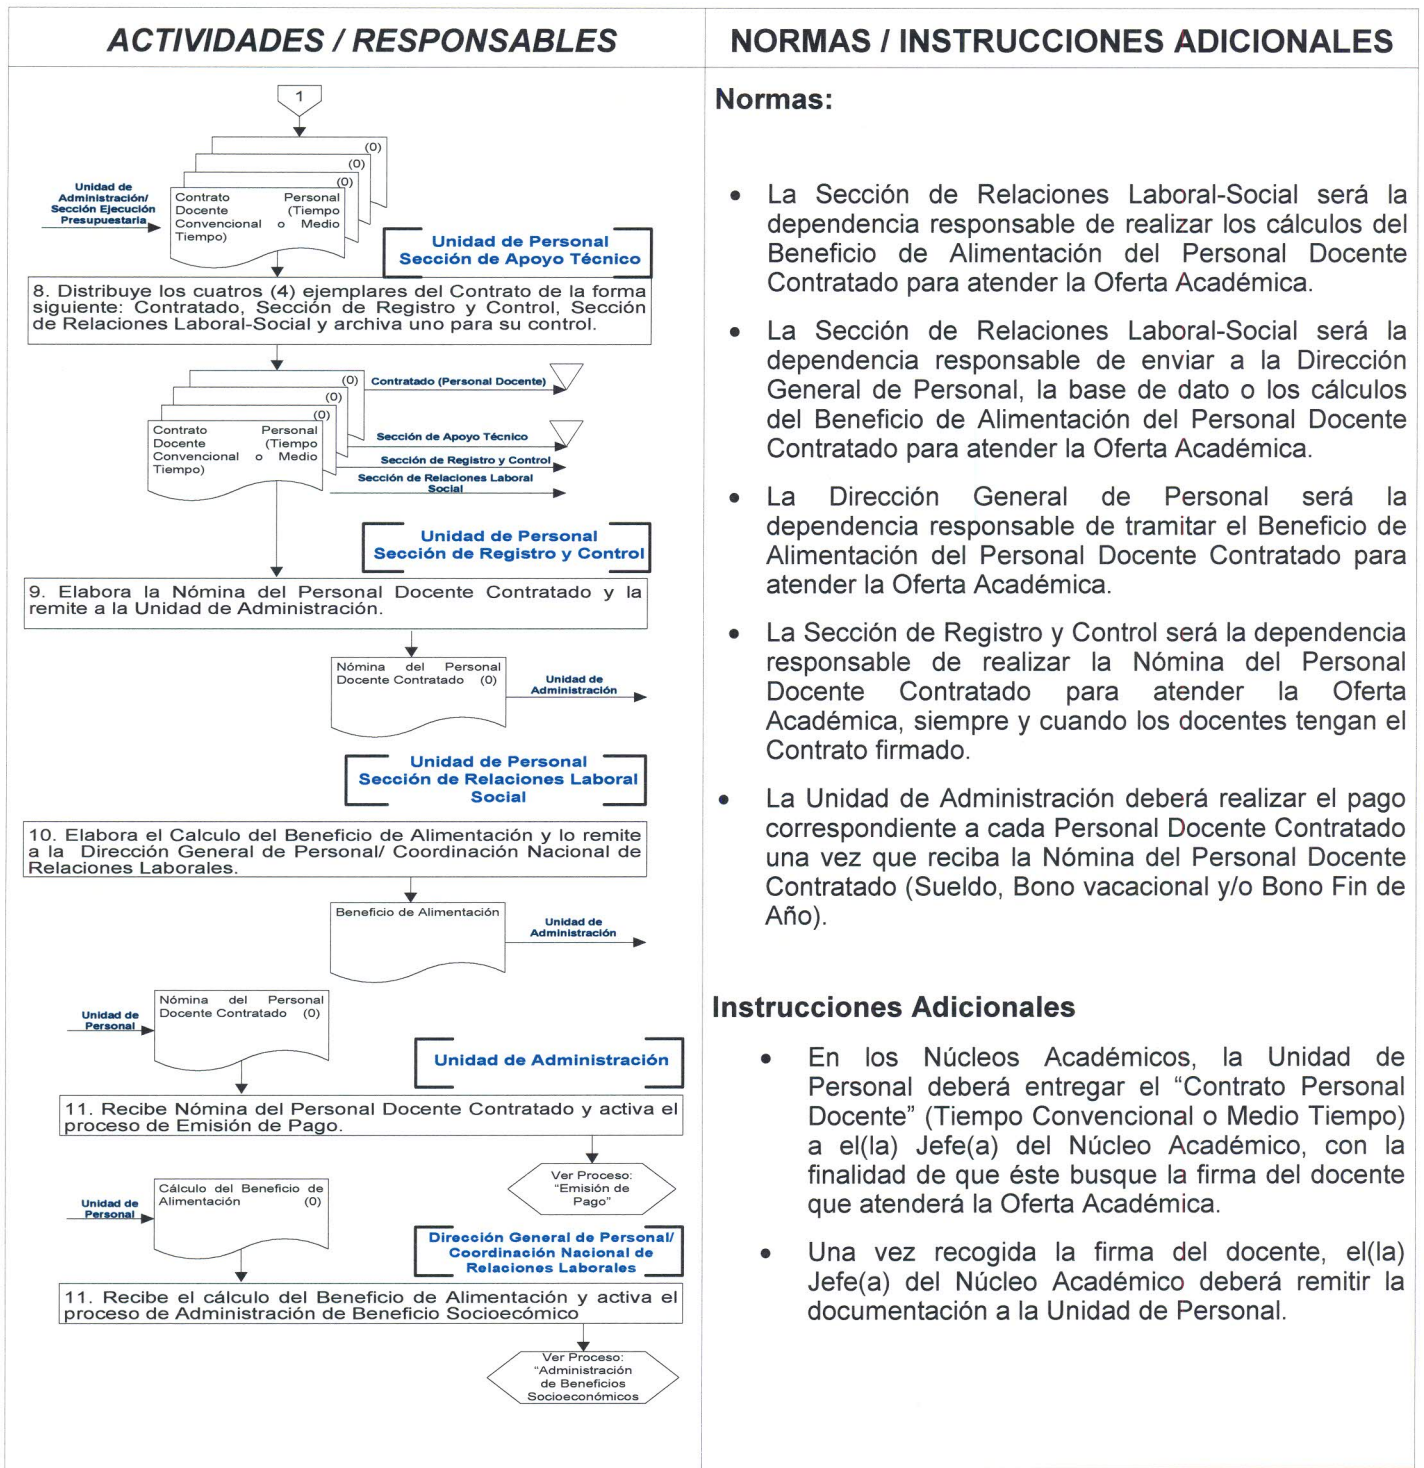 ACTIVIDADES / RESPONSABLES
1
(0)
(0)
(0)
Unidad de
Administración/
Sección Ejecución
Presupuestaria
Contrato Personal
Docente (Tiempo
Convencional o Medio
Tiempo)
Unidad de Personal
Sección de Apoyo Técnico
8. Distribuye los cuatros (4) ejemplares del Contrato de la forma
siguiente: Contratado, Sección de Registro y Control, Sección
de Relaciones Laboral-Social y archiva uno para su control.
(0)
(0)
(0)
Contrato Personal
Docente (Tiempo
Convencional o Medio
Tiempo)
Contratado (Personal Docente)
Sección de Apoyo Técnico
Sección de Registro y Control
Sección de Relaciones Laboral
Social
Unidad de Personal
Sección de Registro y Control
9. Elabora la Nómina del Personal Docente Contratado y la
remite a la Unidad de Administración.
Nómina del Personal
Docente Contratado (0)
Unidad de
Administración
Unidad de Personal
Sección de Relaciones Laboral
Social
10. Elabora el Calculo del Beneficio de Alimentación y lo remite
a la Dirección General de Personal/ Coordinación Nacional de
Relaciones Laborales.
Beneficio de Alimentación
Unidad de
Administración
Unidad de
Personal
Nómina del Personal
Docente Contratado (0)
Unidad de Administración
11. Recibe Nómina del Personal Docente Contratado y activa el
proceso de Emisión de Pago.
Ver Proceso:
"Emisión de
Pago"
Unidad de
Personal
Cálculo del Beneficio de
Alimentación (0)
Dirección General de Personal/
Coordinación Nacional de
Relaciones Laborales
11. Recibe el cálculo del Beneficio de Alimentación y activa el
proceso de Administración de Beneficio Socioecómico
Ver Proceso:
"Administración
de Beneficios
Socioeconómicos
NORMAS / INSTRUCCIONES ADICIONALES
Normas:
• La Sección de Relaciones Laboral-Social será la
dependencia responsable de realizar los cálculos del
Beneficio de Alimentación del Personal Docente
Contratado para atender la Oferta Académica.
• La Sección de Relaciones Laboral-Social será la
dependencia responsable de enviar a la Dirección
General de Personal, la base de dato o los cálculos
del Beneficio de Alimentación del Personal Docente
Contratado para atender la Oferta Académica.
• La Dirección General de Personal será la
dependencia responsable de tramitar el Beneficio de
Alimentación del Personal Docente Contratado para
atender la Oferta Académica.
• La Sección de Registro y Control será la dependencia
responsable de realizar la Nómina del Personal
Docente Contratado para atender la Oferta
Académica, siempre y cuando los docentes tengan el
Contrato firmado.
• La Unidad de Administración deberá realizar el pago
correspondiente a cada Personal Docente Contratado
una vez que reciba la Nómina del Personal Docente
Contratado (Sueldo, Bono vacacional y/o Bono Fin de
Año).
Instrucciones Adicionales
• En los Núcleos Académicos, la Unidad de
Personal deberá entregar el “Contrato Personal
Docente” (Tiempo Convencional o Medio Tiempo)
a el(la) Jefe(a) del Núcleo Académico, con la
finalidad de que éste busque la firma del docente
que atenderá la Oferta Académica.
• Una vez recogida la firma del docente, el(la)
Jefe(a) del Núcleo Académico deberá remitir la
documentación a la Unidad de Personal.